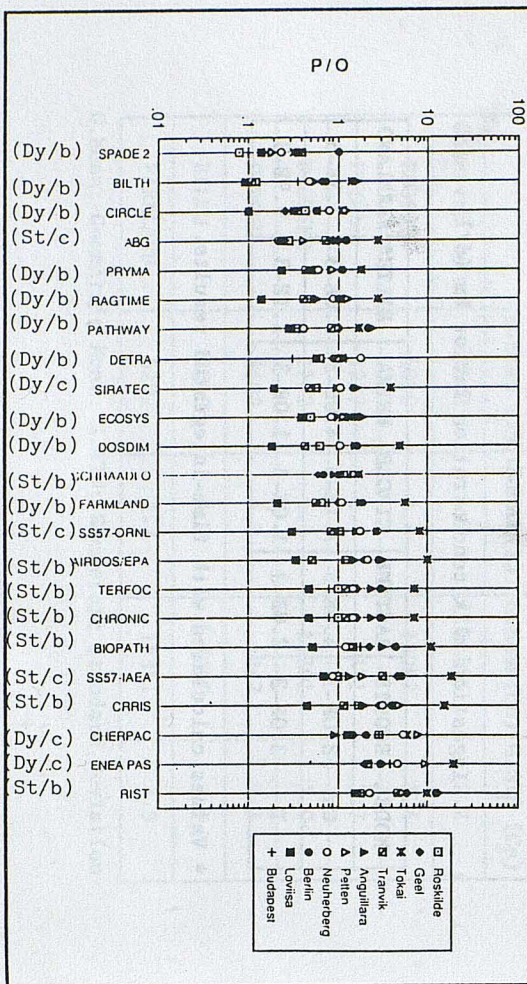 P/O
.01
.1
1
10
100
(Dy/b) SPADE 2
(Dy/b) BILTH
(Dy/b) CIRCLE
(St/c) ABG
(Dy/b) PRYMA
(Dy/b) RAGTIME
(Dy/b) PATHWAY
(Dy/b) DETRA
(Dy/c) SIRATEC
(Dy/b) ECOSYS
(Dy/b) DOSDIM
(St/b)
(Dy/b) FARMLAND
(St/c) SS57-ORNL
(St/b) AIRDOS/EPA
(St/b) TERFOC
(St/b) CHRONIC
(St/b) BIOPATH
(St/c) SS57-IAEA
(St/b) CRRIS
(Dy/c) CHERPAC
(Dy/c) ENEA PAS
(St/b) RIST
Roskilde
Geel
Tokai
Tranvik
Anguillara
Petten
Neuherberg
Berlin
Loviisa
Budapest